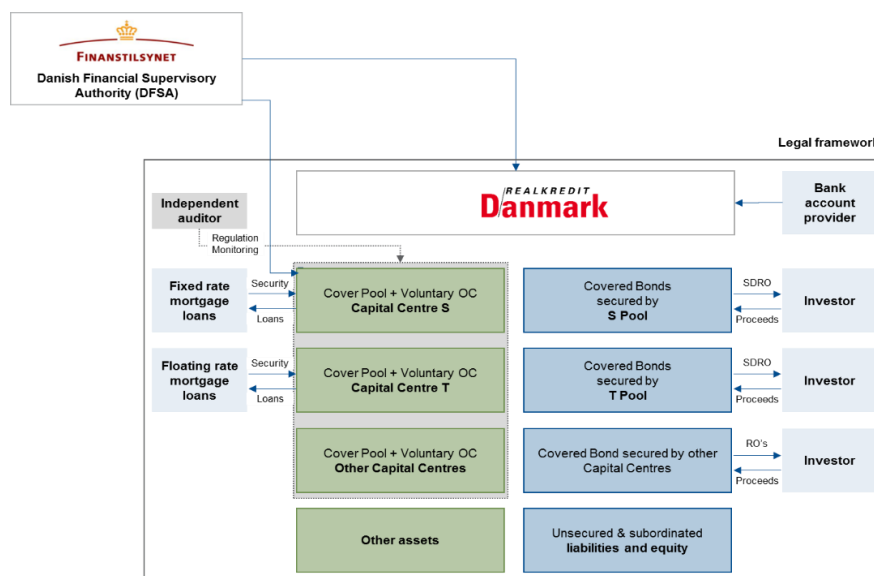 FINANSTILSYNET
Danish Financial Supervisory
Authority (DFSA)
Legal framework
REALKREDIT
Danmark
Bank
account
provider
Independent
auditor
Regulation
Monitoring
Fixed rate
mortgage
loans
Security
Loans
Cover Pool + Voluntary OC
Capital Centre S
Covered Bonds
secured by
S Pool
SDRO
Proceeds
Investor
Floating rate
mortgage
loans
Security
Loans
Cover Pool + Voluntary OC
Capital Centre T
Covered Bonds
secured by
T Pool
SDRO
Proceeds
Investor
Cover Pool + Voluntary OC
Other Capital Centres
Covered Bond secured by other
Capital Centres
RO's
Proceeds
Investor
Other assets
Unsecured & subordinated
liabilities and equity